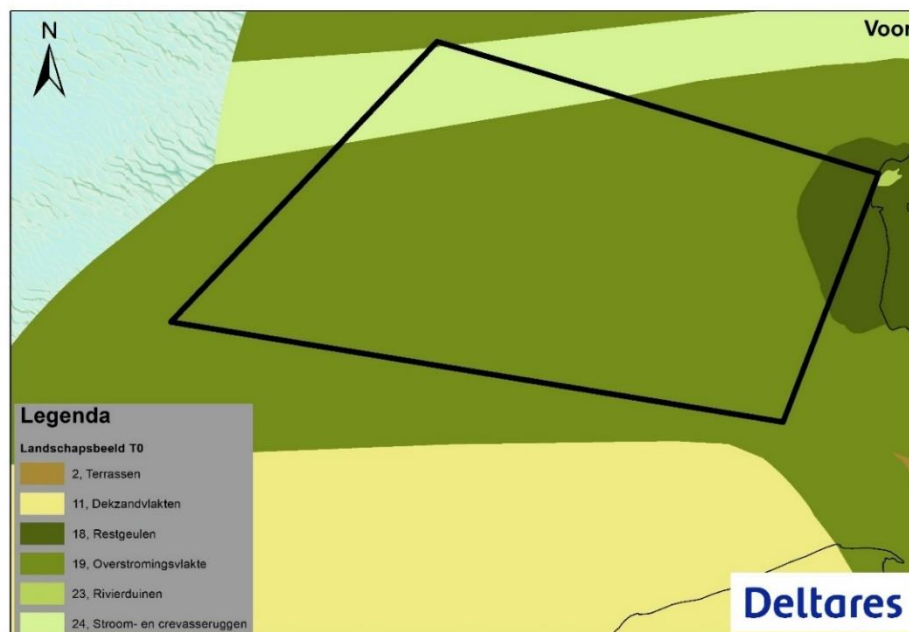 N
Voor
Legenda
Landschapsbeeld T0
2, Terrassen
11, Dekzandvlakten
18, Restgeulen
19, Overstromingsvlakte
23, Rivierduinen
24, Stroom- en crevasseruggen
Deltares